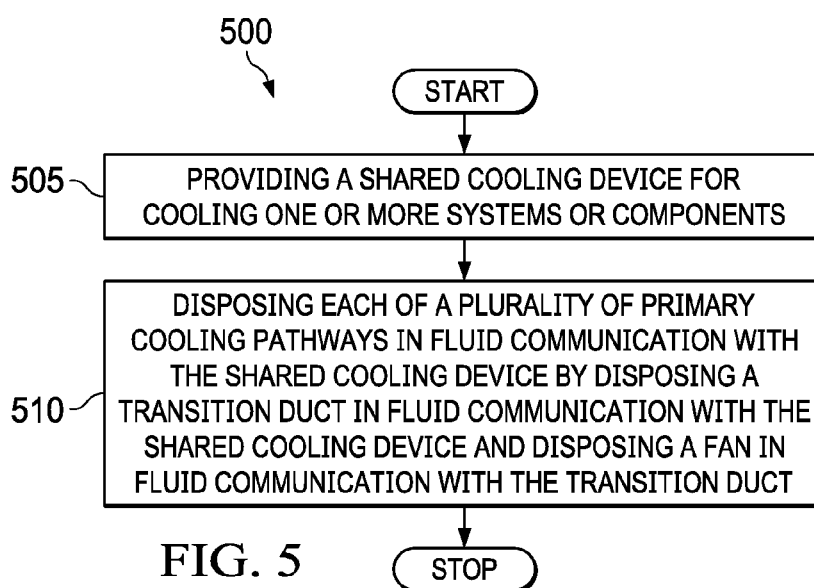 500
START
505
PROVIDING A SHARED COOLING DEVICE FOR
COOLING ONE OR MORE SYSTEMS OR COMPONENTS
510
DISPOSING EACH OF A PLURALITY OF PRIMARY
COOLING PATHWAYS IN FLUID COMMUNICATION WITH
THE SHARED COOLING DEVICE BY DISPOSING A
TRANSITION DUCT IN FLUID COMMUNICATION WITH THE
SHARED COOLING DEVICE AND DISPOSING A FAN IN
FLUID COMMUNICATION WITH THE TRANSITION DUCT
STOP
FIG. 5